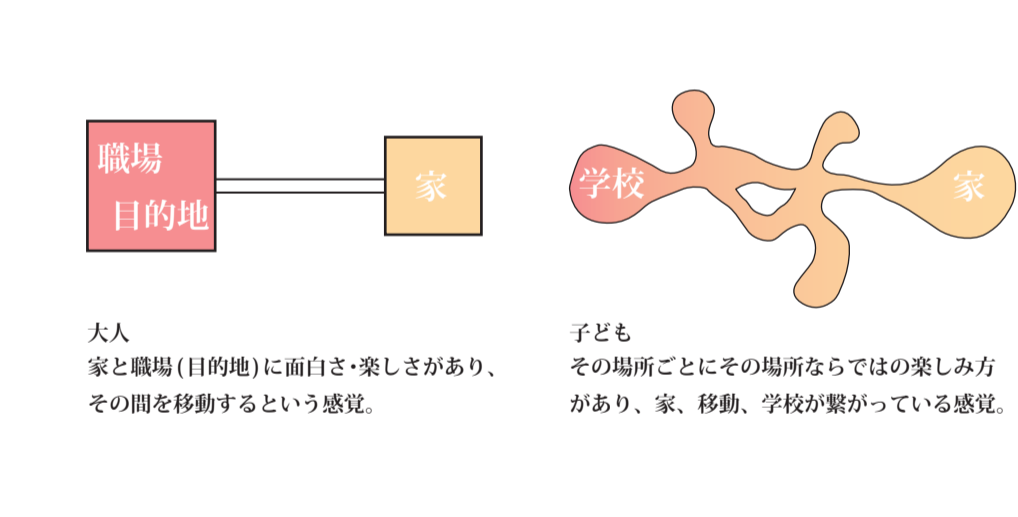 職場
目的地
家
学校
家
大人
家と職場(目的地)に面白さ・楽しさがあり、
その間を移動するという感覚。
子ども
その場所ごとにその場所ならではの楽しみ方
があり、家、移動、学校が繋がっている感覚。